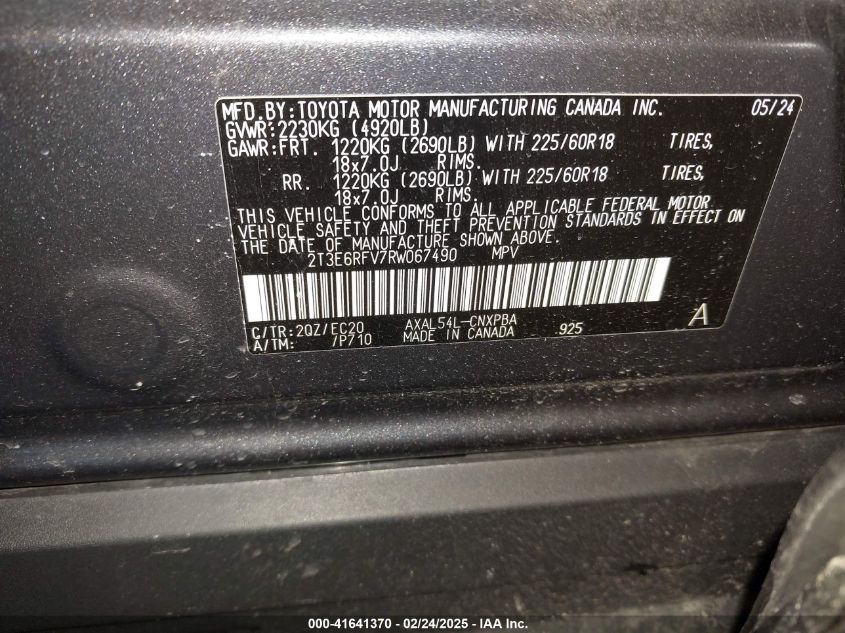 MFD.BY:TOYOTA MOTOR MANUFACTURING CANADA INC. 05/24
GVWR:2230KG (4920LB)
GAWR:FRT. 1220KG (2690LB) WITH 225/60R18 TIRES,
18x7.0J RIMS.
RR. 1220KG (2690LB) WITH 225/60R18 TIRES,
18x7.0J RIMS.
THIS VEHICLE CONFORMS TO ALL APPLICABLE FEDERAL MOTOR
VEHICLE SAFETY AND THEFT PREVENTION STANDARDS IN EFFECT ON
THE DATE OF MANUFACTURE SHOWN ABOVE.
2T3E6RFV7RW067490 MPV
C/TR:2QZ/EC20 AXAL54L-CNXPBA 925 A
A/TM: 7P710 MADE IN CANADA
000-41641370 - 02/24/2025 - IAA Inc.